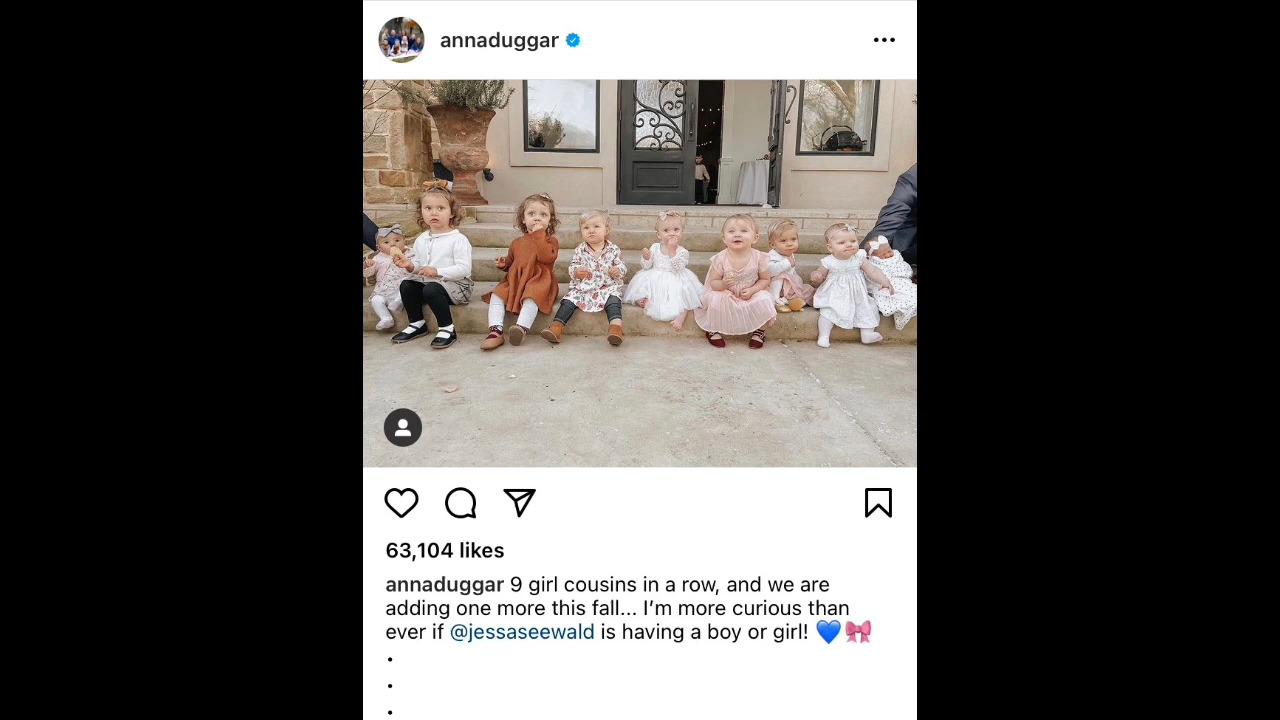 annaduggar
63,104 likes
annaduggar 9 girl cousins in a row, and we are
adding one more this fall... I’m more curious than
ever if @jessaseewald is having a boy or girl! 💙🎀
.
.
.